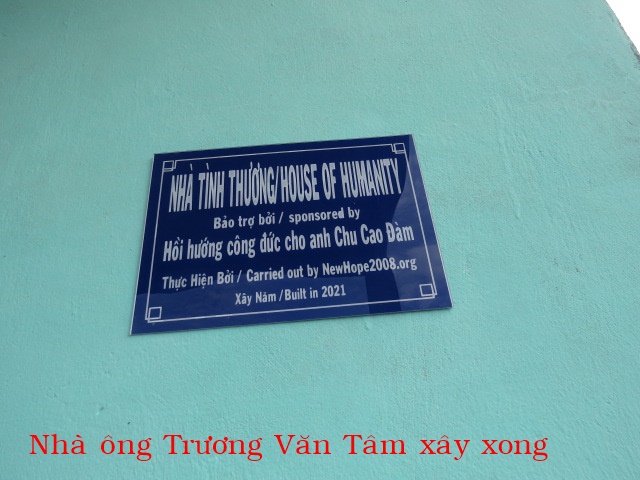 NHÀ TÌNH THƯƠNG/HOUSE OF HUMANITY
Bảo trợ bởi / sponsored by
Hồi hướng công đức cho anh Chu Cao Đàm
Thực Hiện Bởi / Carried out by NewHope2008.org
Xây Năm /Built in 2021
Nhà ông Trương Văn Tâm xây xong